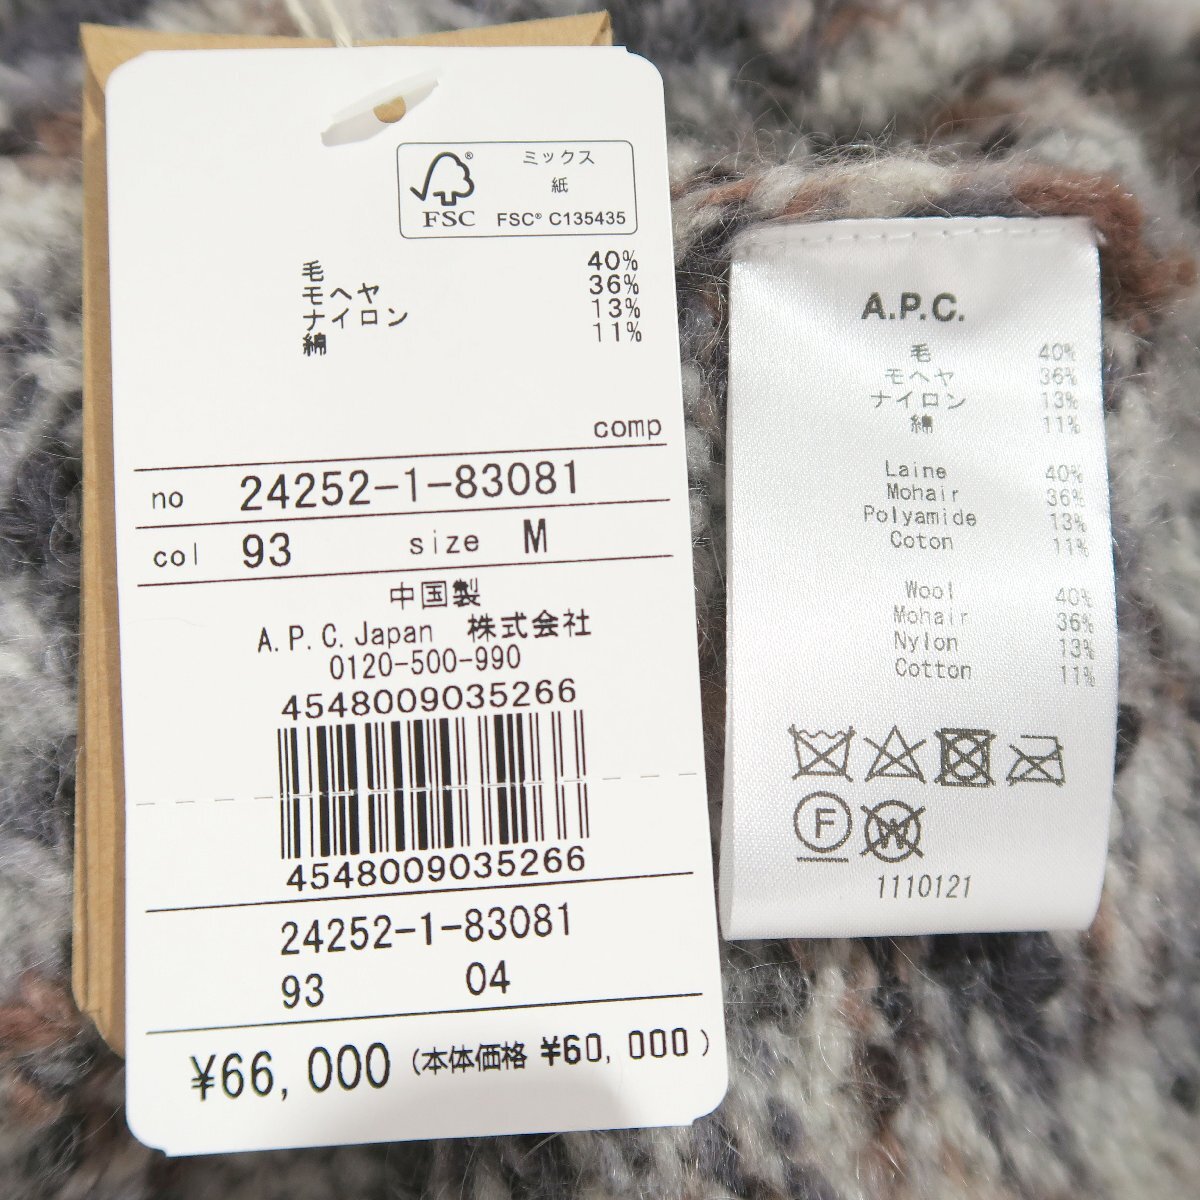 ミックス
紙
FSC® C135435
FSC
毛 40%
モヘヤ 36%
ナイロン 13%
綿 11%
comp
no 24252-1-83081
col 93 size M
中国製
A.P.C.Japan 株式会社
0120-500-990
4548009035266
4548009035266
24252-1-83081
93 04
¥66,000 (本体価格 ¥60,000)
A.P.C.
毛 40%
モヘヤ 36%
ナイロン 13%
綿 11%
Laine 40%
Mohair 36%
Polyamide 13%
Coton 11%
Wool 40%
Mohair 36%
Nylon 13%
Cotton 11%
F W
1110121